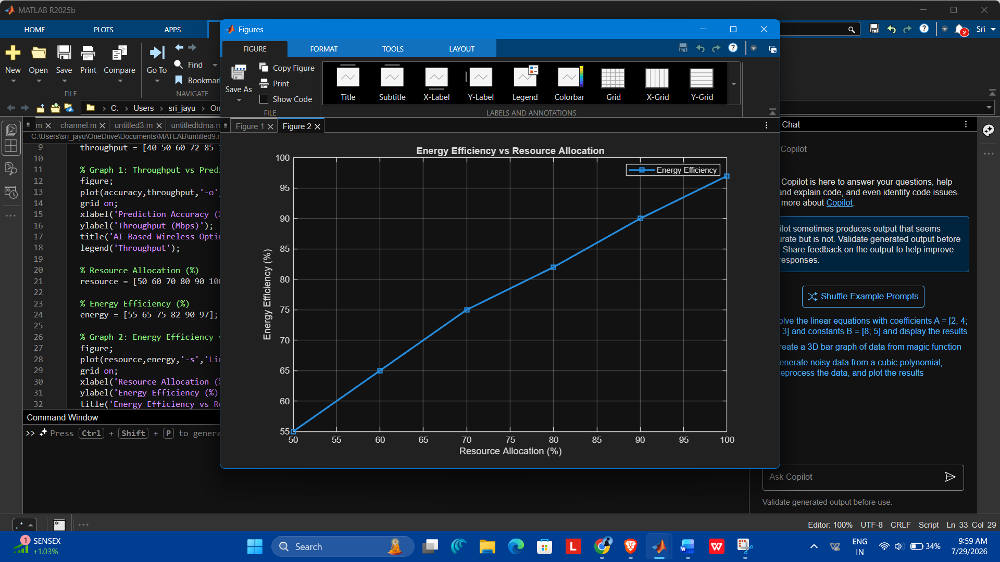 MATLAB R2025b
HOME PLOTS APPS
Sri
2
New Open Save Print Compare Go To Find Bookmar
FILE NAVIGATE
C: Users sri_jayu On
m channel.m untitled3.m untitledtdma.m
C:\Users\sri_jayu\OneDrive\Documents\MATLAB\untitled9.m
9 throughput = [40 50 60 72 85
10
11 % Graph 1: Throughput vs Pred
12 figure;
13 plot(accuracy,throughput,'-o'
14 grid on;
15 xlabel('Prediction Accuracy (%
16 ylabel('Throughput (Mbps)');
17 title('AI-Based Wireless Opti
18 legend('Throughput');
19
20 % Resource Allocation (%)
21 resource = [50 60 70 80 90 100
22
23 % Energy Efficiency (%)
24 energy = [55 65 75 82 90 97];
25
26 % Graph 2: Energy Efficiency v
27 figure;
28 plot(resource,energy,'-s','Li
29 grid on;
30 xlabel('Resource Allocation (%
31 ylabel('Energy Efficiency (%)
32 title('Energy Efficiency vs Re
Command Window
>> Press Ctrl + Shift + P to genera
Figures
FIGURE FORMAT TOOLS LAYOUT
Save As
Copy Figure
Print
Show Code
FILE
Title Subtitle X-Label Y-Label Legend Colorbar Grid X-Grid Y-Grid
LABELS AND ANNOTATIONS
Figure 1 Figure 2
Energy Efficiency vs Resource Allocation
Energy Efficiency
100
95
90
85
80
75
70
65
60
55
Energy Efficiency (%)
50 55 60 65 70 75 80 85 90 95 100
Resource Allocation (%)
Chat
Copilot
Copilot is here to answer your questions, help
and explain code, and even identify code issues.
more about Copilot.
ilot sometimes produces output that seems
urate but is not. Validate generated output before
Share feedback on the output to help improve
responses.
Shuffle Example Prompts
olve the linear equations with coefficients A = [2, 4;
3] and constants B = [8; 5] and display the results
reate a 3D bar graph of data from magic function
enerate noisy data from a cubic polynomial,
eprocess the data, and plot the results
Ask Copilot
Validate generated output before use.
Editor: 100% UTF-8 CRLF Script Ln 33 Col 29
1
SENSEX
+1.03%
Search
ENG
IN
34%
9:59 AM
7/29/2026